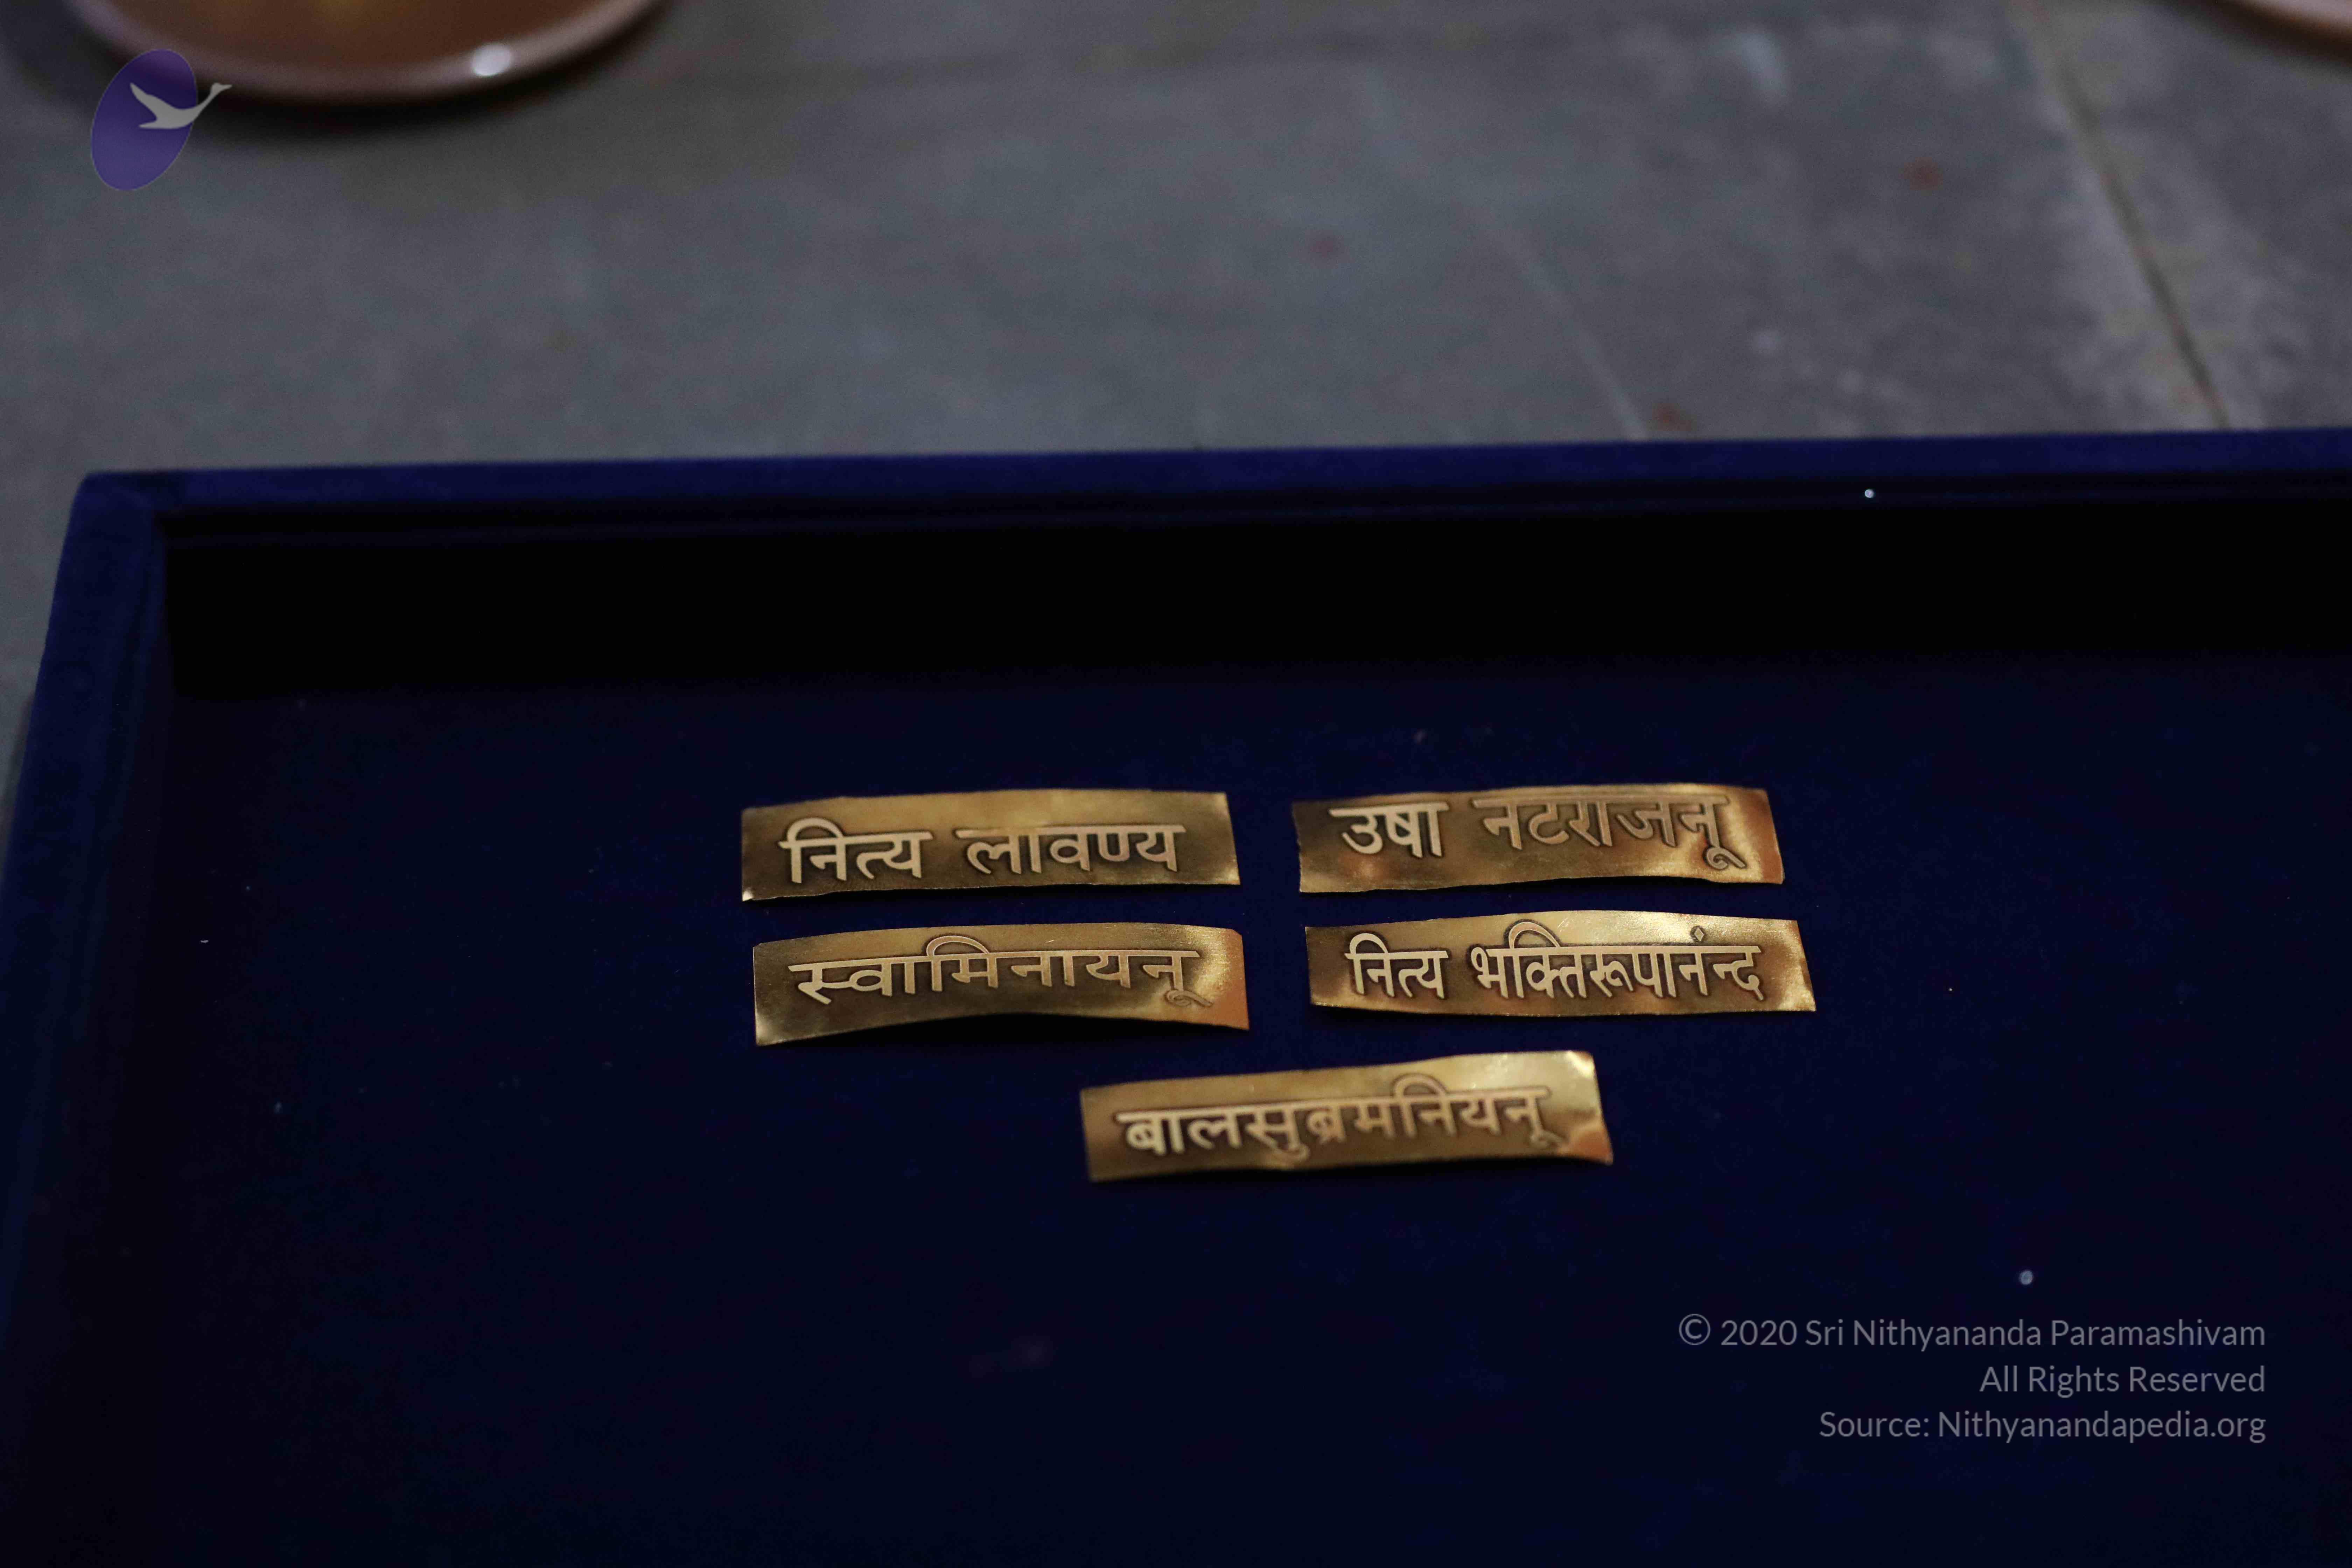 नित्य लावण्य
उषा नटराजनू
स्वामिनायनू
नित्य भक्तिरूपानंन्द
बालसुब्रमनियनू
© 2020 Sri Nithyananda Paramashivam
All Rights Reserved
Source: Nithyanandapedia.org